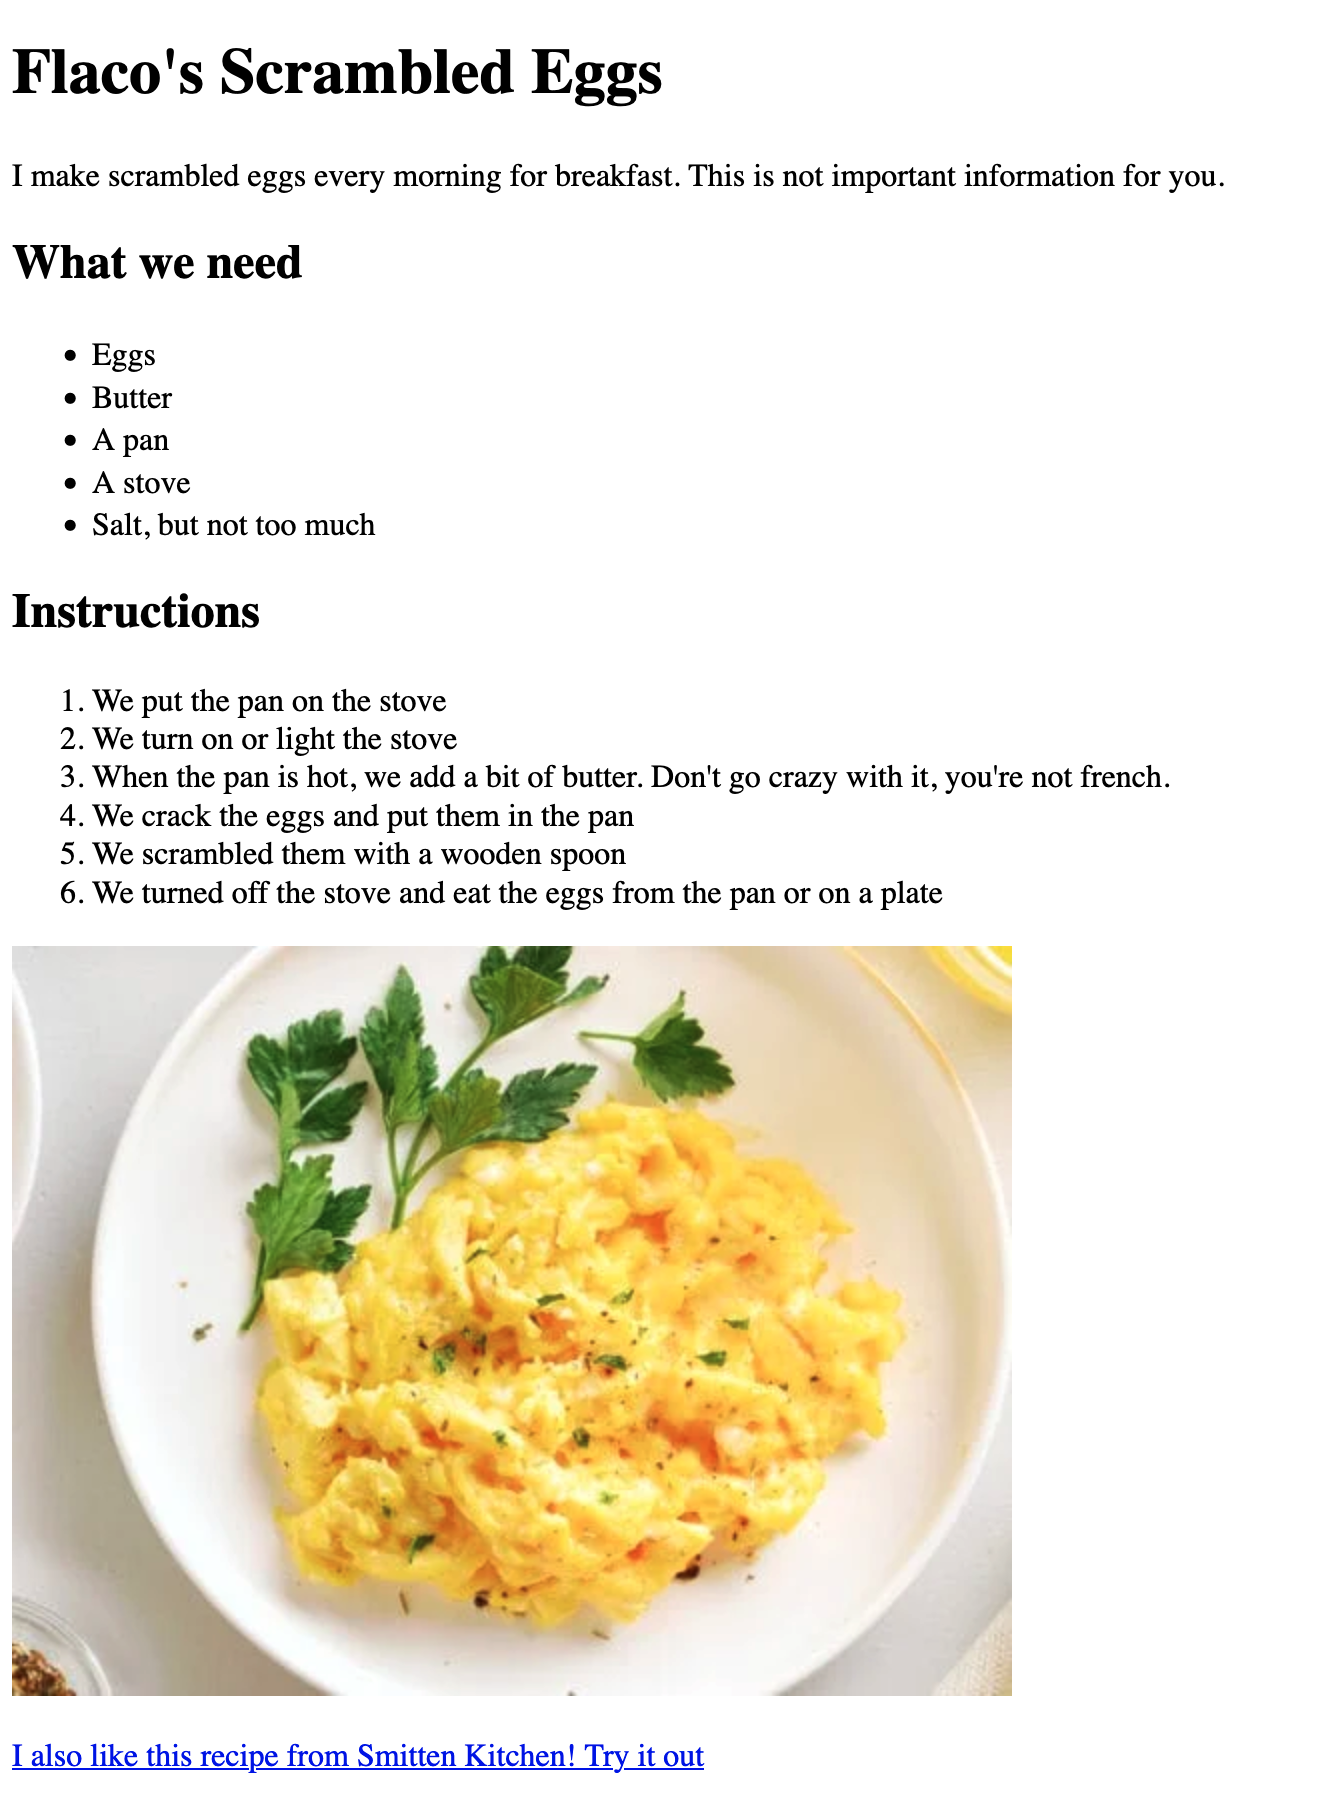 Flaco's Scrambled Eggs
I make scrambled eggs every morning for breakfast. This is not important information for you.
What we need
• Eggs
• Butter
• A pan
• A stove
• Salt, but not too much
Instructions
1. We put the pan on the stove
2. We turn on or light the stove
3. When the pan is hot, we add a bit of butter. Don't go crazy with it, you're not french.
4. We crack the eggs and put them in the pan
5. We scrambled them with a wooden spoon
6. We turned off the stove and eat the eggs from the pan or on a plate
I also like this recipe from Smitten Kitchen! Try it out